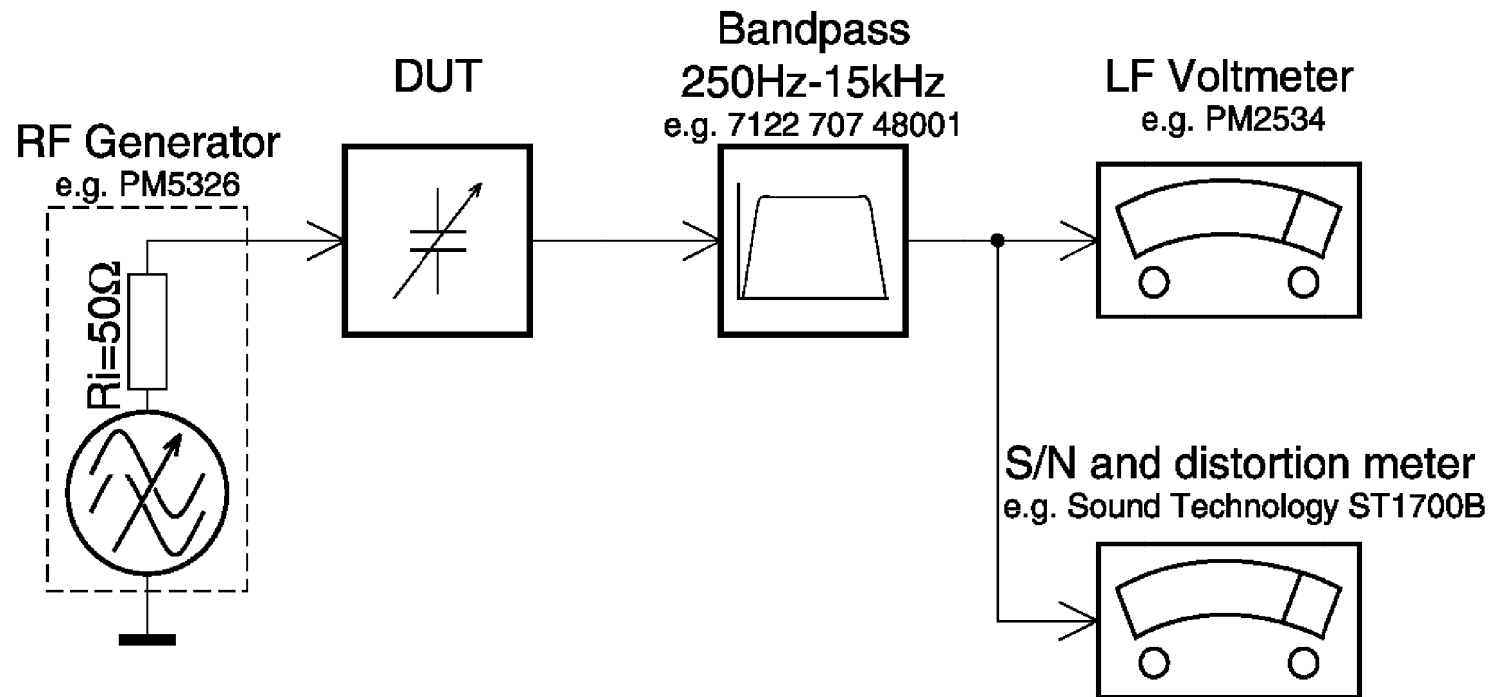 RF Generator
e.g. PM5326
Ri=50Ω
DUT
Bandpass
250Hz-15kHz
e.g. 7122 707 48001
LF Voltmeter
e.g. PM2534
S/N and distortion meter
e.g. Sound Technology ST1700B